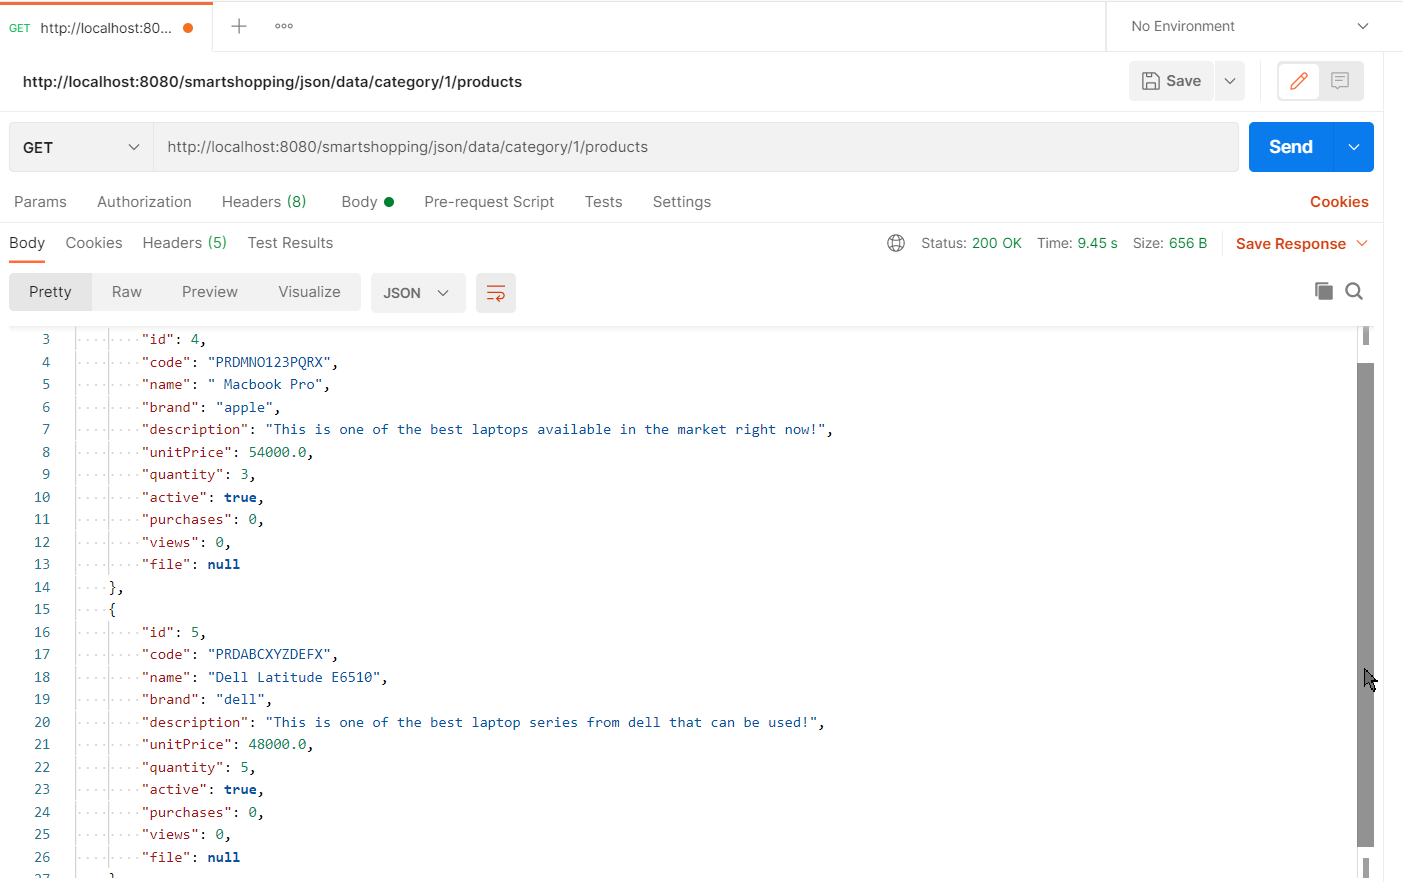 GET http://localhost:80...
No Environment
http://localhost:8080/smartshopping/json/data/category/1/products
Save
GET http://localhost:8080/smartshopping/json/data/category/1/products
Send
Params Authorization Headers (8) Body Pre-request Script Tests Settings Cookies
Body Cookies Headers (5) Test Results Status: 200 OK Time: 9.45 s Size: 656 B Save Response
Pretty Raw Preview Visualize JSON
3 "id": 4,
4 "code": "PRDMNO123PQRX",
5 "name": " Macbook Pro",
6 "brand": "apple",
7 "description": "This is one of the best laptops available in the market right now!",
8 "unitPrice": 54000.0,
9 "quantity": 3,
10 "active": true,
11 "purchases": 0,
12 "views": 0,
13 "file": null
14 },
15 {
16 "id": 5,
17 "code": "PRDABCXYZDEFX",
18 "name": "Dell Latitude E6510",
19 "brand": "dell",
20 "description": "This is one of the best laptop series from dell that can be used!",
21 "unitPrice": 48000.0,
22 "quantity": 5,
23 "active": true,
24 "purchases": 0,
25 "views": 0,
26 "file": null
27